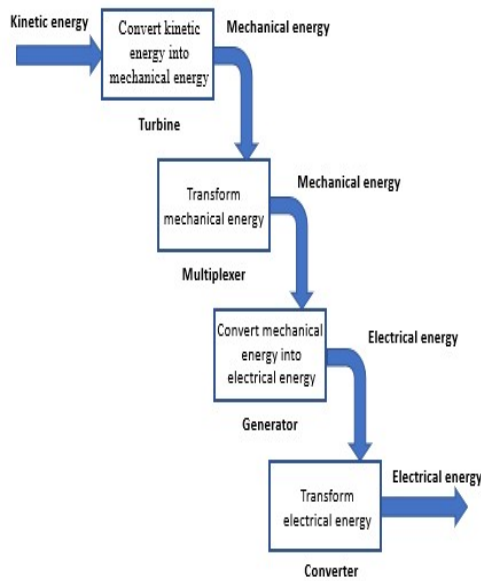 Kinetic energy
Convert kinetic
energy into
mechanical energy
Mechanical energy
Turbine
Transform
mechanical energy
Mechanical energy
Multiplexer
Convert mechanical
energy into
electrical energy
Electrical energy
Generator
Transform
electrical energy
Electrical energy
Converter